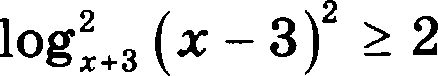 log²ₓ₊₃ (x − 3)² ≥ 2